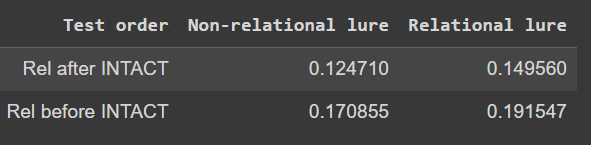 Test order Non-relational lure Relational lure
Rel after INTACT 0.124710 0.149560
Rel before INTACT 0.170855 0.191547